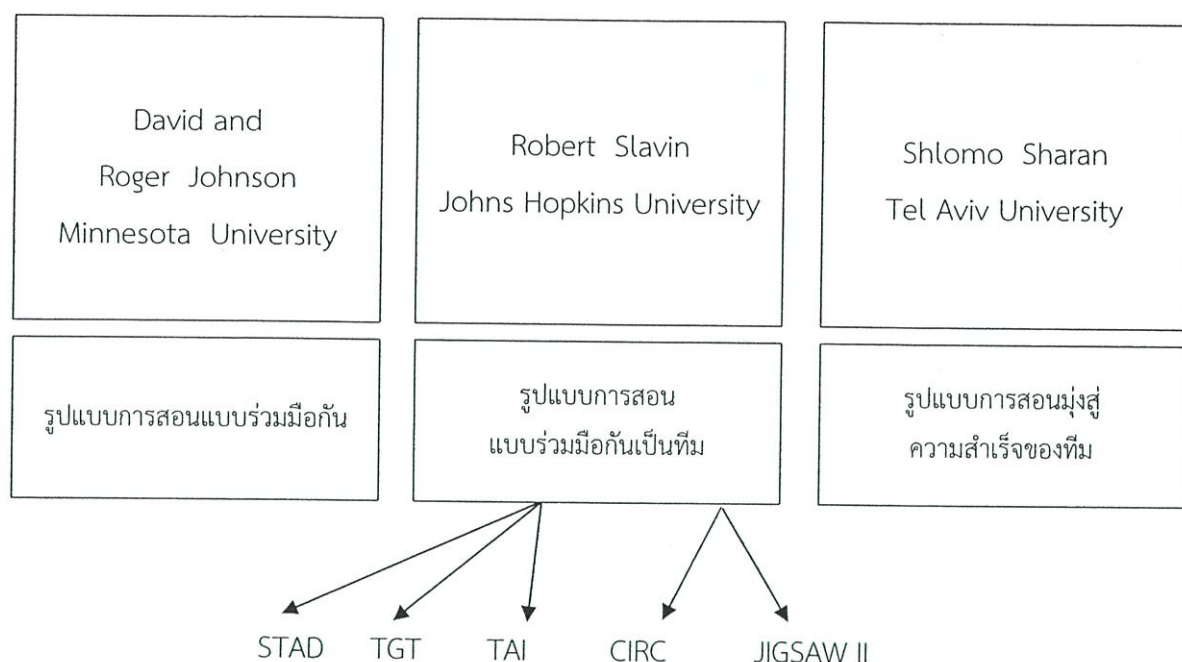 David and
Roger Johnson
Minnesota University
Robert Slavin
Johns Hopkins University
Shlomo Sharan
Tel Aviv University
รูปแบบการสอนแบบร่วมมือกัน
รูปแบบการสอน
แบบร่วมมือกันเป็นทีม
รูปแบบการสอนมุ่งสู่
ความสำเร็จของทีม
STAD TGT TAI CIRC JIGSAW II